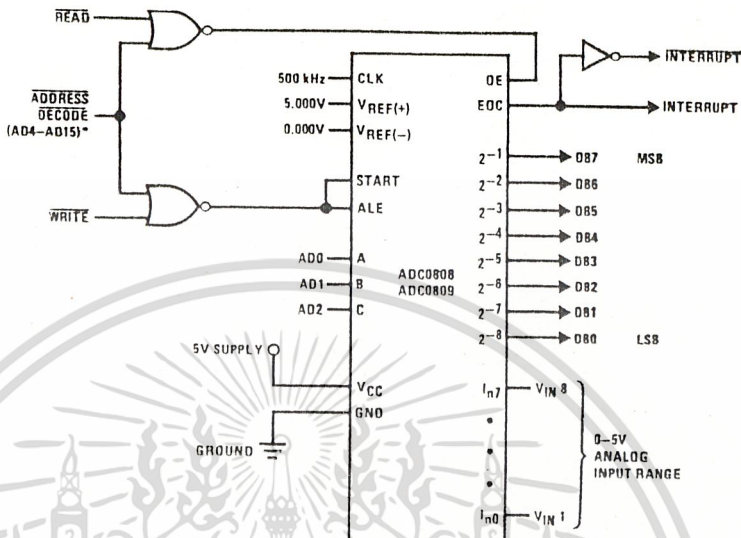 READ
ADDRESS
DECODE
(AD4-AD15)*
WRITE
500 kHz
CLK
5.000V
VREF(+)
0.000V
VREF(-)
START
ALE
AD0
A
AD1
B
AD2
C
ADC0808
ADC0809
5V SUPPLY
VCC
GND
GROUND
OE
INTERRUPT
EOC
INTERRUPT
2-1
DB7
MSB
2-2
DB6
2-3
DB5
2-4
DB4
2-5
DB3
2-6
DB2
2-7
DB1
2-8
DB0
LSB
In7
VIN 8
0-5V
ANALOG
INPUT RANGE
In0
VIN 1